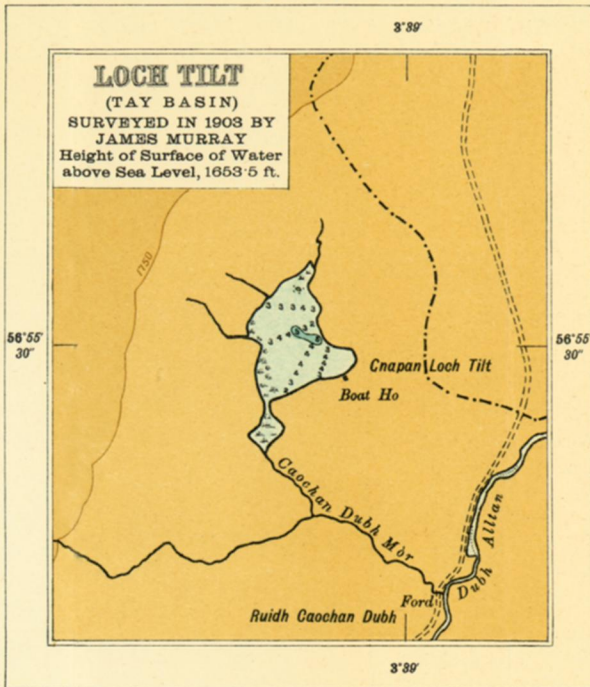 3°39'
LOCH TILT
(TAY BASIN)
SURVEYED IN 1903 BY
JAMES MURRAY
Height of Surface of Water
above Sea Level, 1653·5 ft.
1750
56°55'
30"
56°55'
30"
Cnapan Loch Tilt
Boat Ho
Caochan Dubh Mòr
Dubh Alltan
Ford
Ruidh Caochan Dubh
3°39'